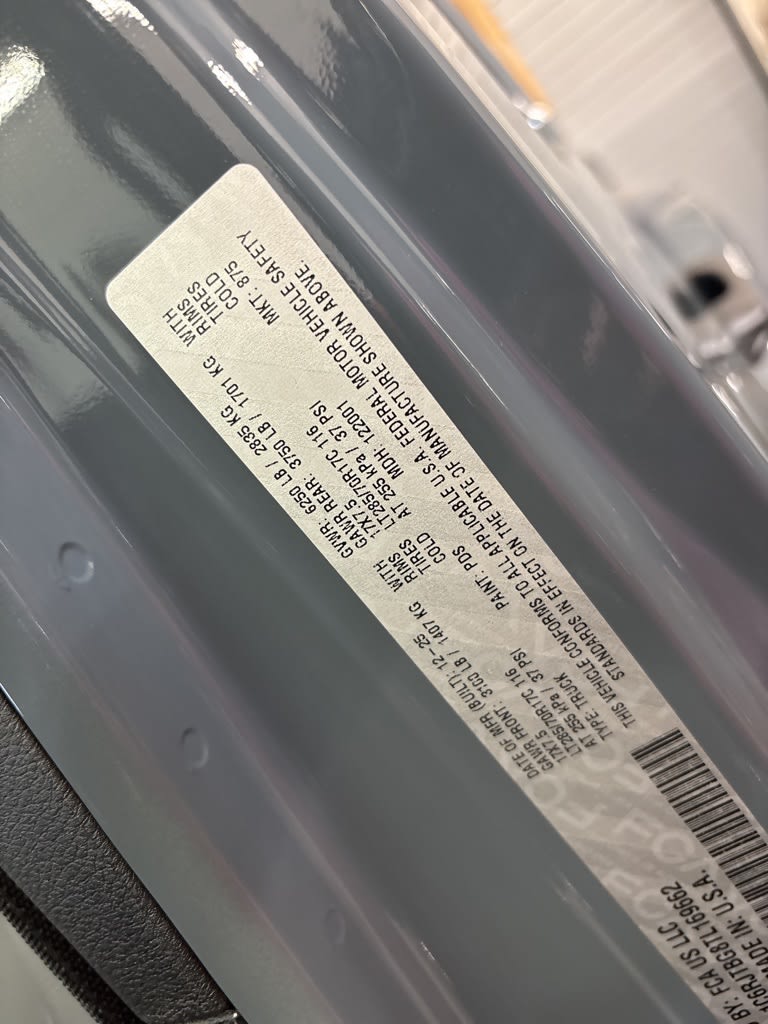 BY: FCA US LLC
DATE OF MFR (BUILT): 12-25 GVWR: 6250 LB / 2835 KG
GAWR FRONT: 3100 LB / 1407 KG WITH GAWR REAR: 3750 LB / 1701 KG WITH
17X7.5 RIMS 17X7.5 RIMS
LT285/70R17C 116 TIRES LT285/70R17C 116 TIRES
AT 255 kPa / 37 PSI COLD AT 255 kPa / 37 PSI COLD
TYPE: TRUCK PAINT: PDS MDH: 122001 MKT: 875
THIS VEHICLE CONFORMS TO ALL APPLICABLE U.S.A. FEDERAL MOTOR VEHICLE SAFETY
STANDARDS IN EFFECT ON THE DATE OF MANUFACTURE SHOWN ABOVE.
C6RJTBG8TL169662
MADE IN: U.S.A.